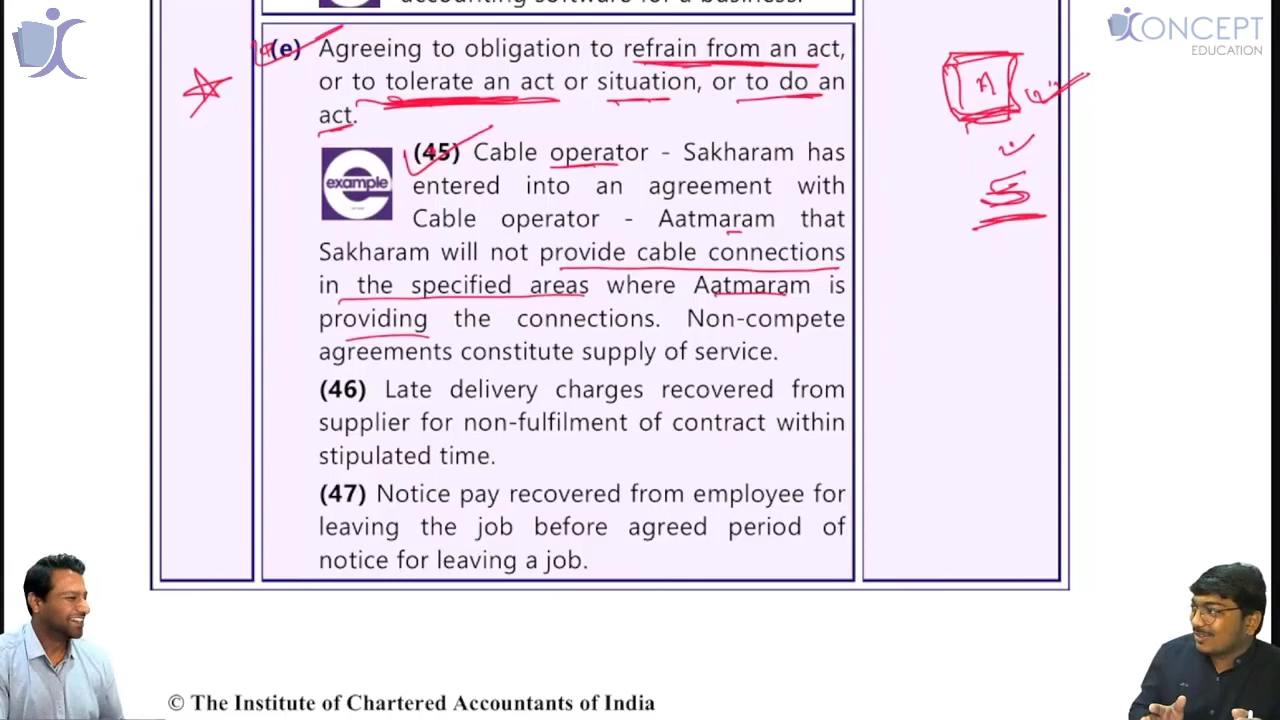 accounting software for a business.
CONCEPT
EDUCATION
(e) Agreeing to obligation to refrain from an act,
or to tolerate an act or situation, or to do an
act.
A
S
example
(45) Cable operator - Sakharam has
entered into an agreement with
Cable operator - Aatmaram that
Sakharam will not provide cable connections
in the specified areas where Aatmaram is
providing the connections. Non-compete
agreements constitute supply of service.
(46) Late delivery charges recovered from
supplier for non-fulfilment of contract within
stipulated time.
(47) Notice pay recovered from employee for
leaving the job before agreed period of
notice for leaving a job.
© The Institute of Chartered Accountants of India